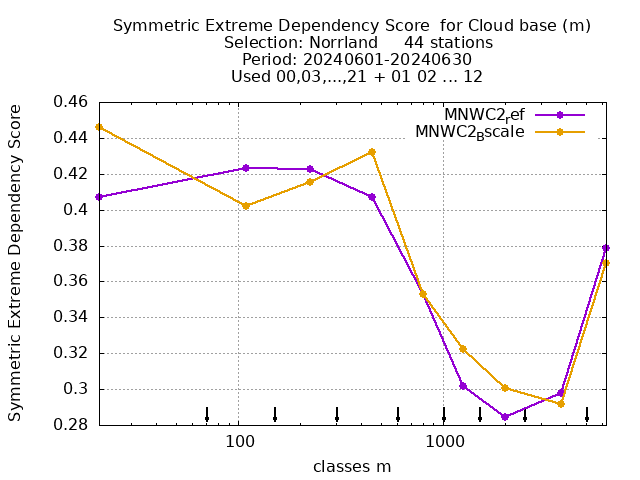 Symmetric Extreme Dependency Score  for Cloud base (m)
Selection: Norrland     44 stations
Period: 20240601-20240630
Used 00,03,...,21 + 01 02 ... 12
MNWC2_ref
MNWC2_Bscale
Symmetric Extreme Dependency Score
0.46
0.44
0.42
0.4
0.38
0.36
0.34
0.32
0.3
0.28
100
1000
classes m